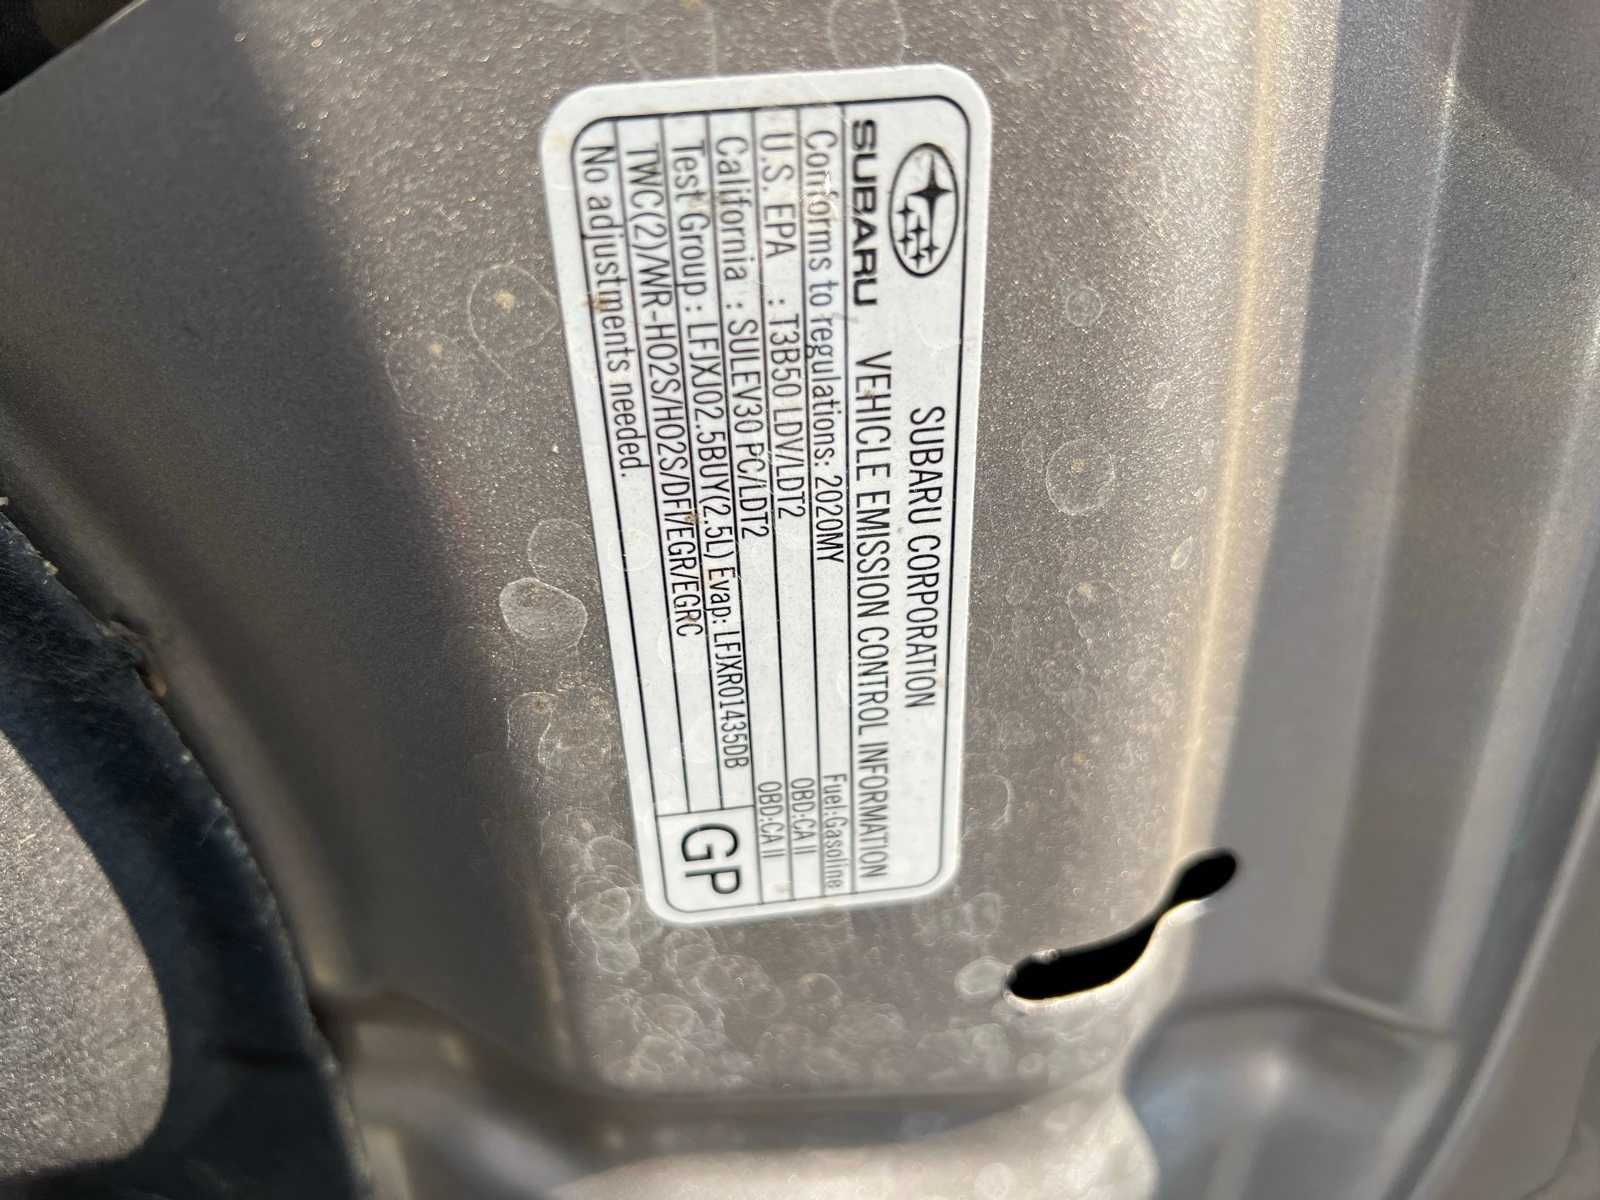 SUBARU CORPORATION
SUBARU VEHICLE EMISSION CONTROL INFORMATION
Conforms to regulations: 2020MY Fuel:Gasoline
U.S. EPA : T3B50 LDV/LDT2 OBD:CA II
California : SULEV30 PC/LDT2 OBD:CA II
Test Group : LFJXJ02.5BUY(2.5L) Evap: LFJXR01435DB
TWC(2)/WR-HO2S/HO2S/DFI/EGR/EGRC
No adjustments needed.
GP